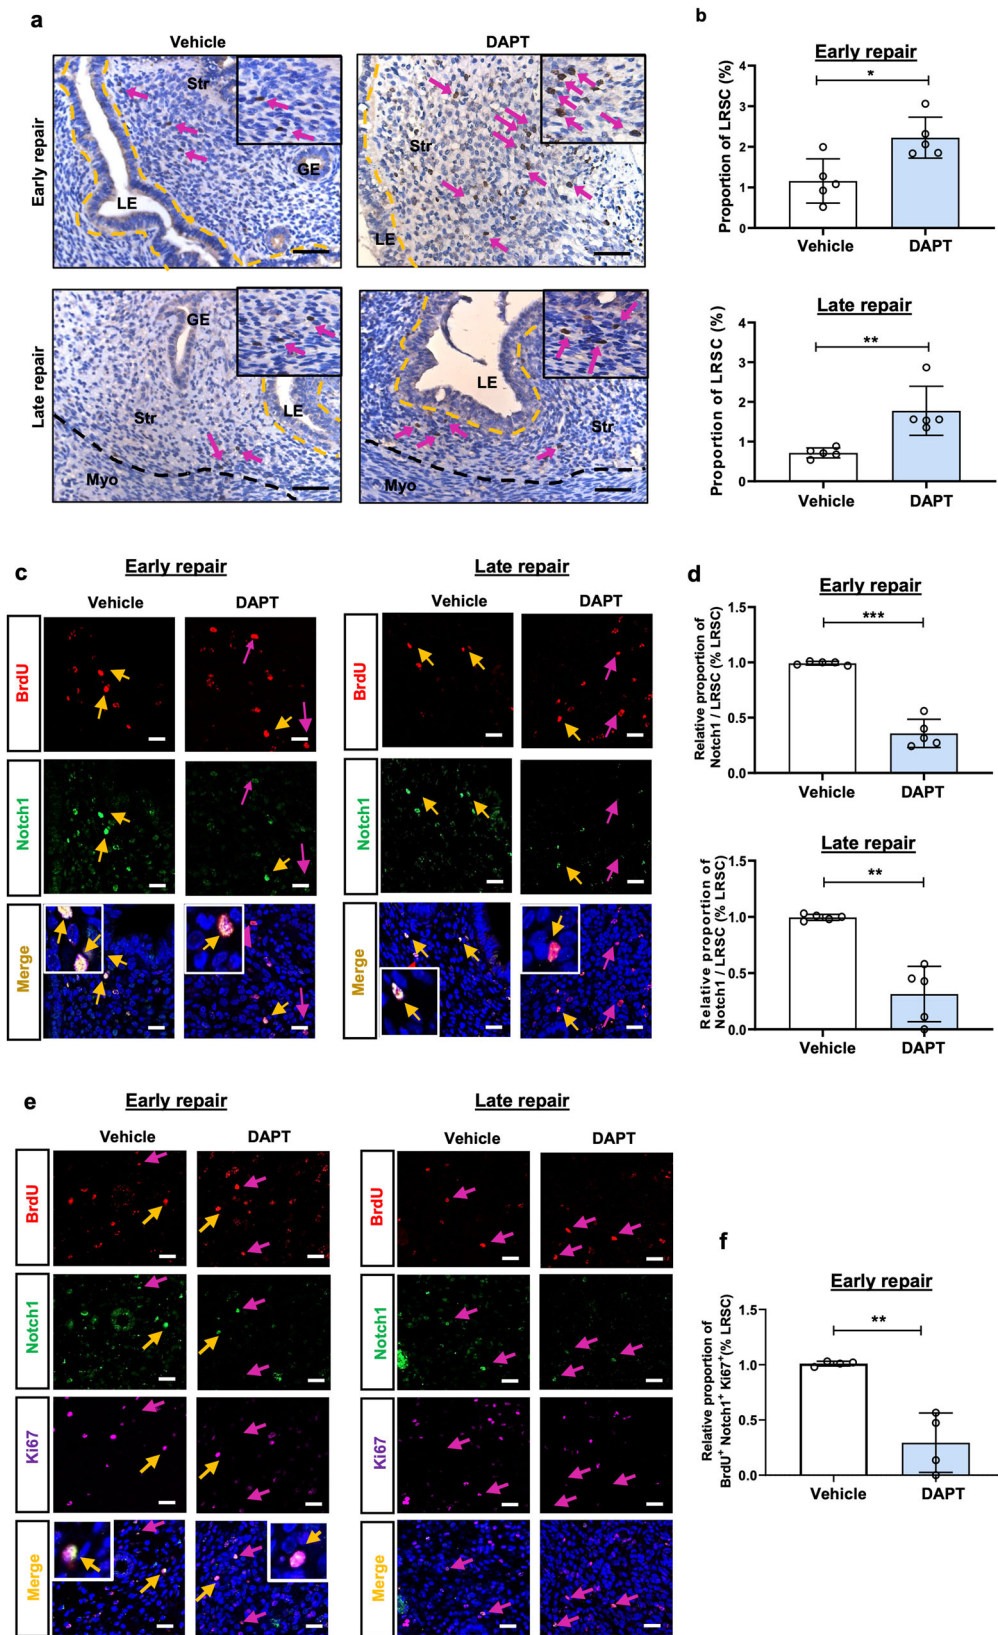 a
Vehicle
DAPT
Early repair
Str
GE
LE
Str
LE
Late repair
GE
Str
LE
Myo
LE
Str
Myo
b
Early repair
Proportion of LRSC (%)
4
3
2
1
0
*
Vehicle
DAPT
Late repair
Proportion of LRSC (%)
4
3
2
1
0
**
Vehicle
DAPT
c
Early repair
Late repair
Vehicle
DAPT
Vehicle
DAPT
BrdU
BrdU
Notch1
Notch1
Merge
Merge
d
Early repair
Relative proportion of
Notch1 / LRSC (% LRSC)
1.5
1.0
0.5
0.0
***
Vehicle
DAPT
Late repair
Relative proportion of
Notch1 / LRSC (% LRSC)
1.5
1.0
0.5
0.0
**
Vehicle
DAPT
e
Early repair
Late repair
Vehicle
DAPT
Vehicle
DAPT
BrdU
BrdU
Notch1
Notch1
Ki67
Ki67
Merge
Merge
f
Early repair
Relative proportion of
BrdU⁺ Notch1⁺ Ki67⁺(% LRSC)
1.5
1.0
0.5
0.0
**
Vehicle
DAPT